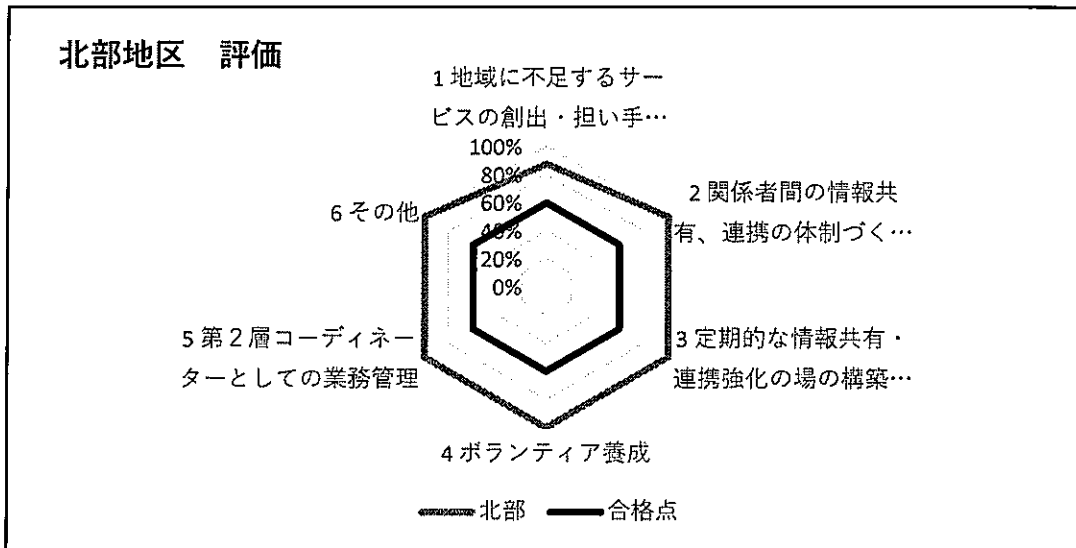 北部地区 評価
1 地域に不足するサー
ビスの創出・担い手…
100%
80%
60%
40%
20%
0%
2 関係者間の情報共
有、連携の体制づく…
3 定期的な情報共有・
連携強化の場の構築…
4 ボランティア養成
5 第２層コーディネー
ターとしての業務管理
6 その他
北部 合格点